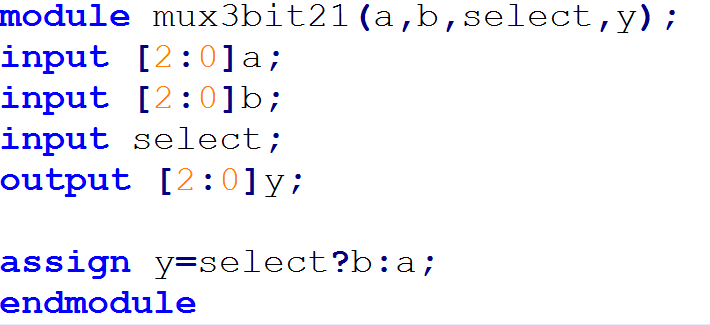 module mux3bit21(a,b,select,y);
input [2:0]a;
input [2:0]b;
input select;
output [2:0]y;
assign y=select?b:a;
endmodule